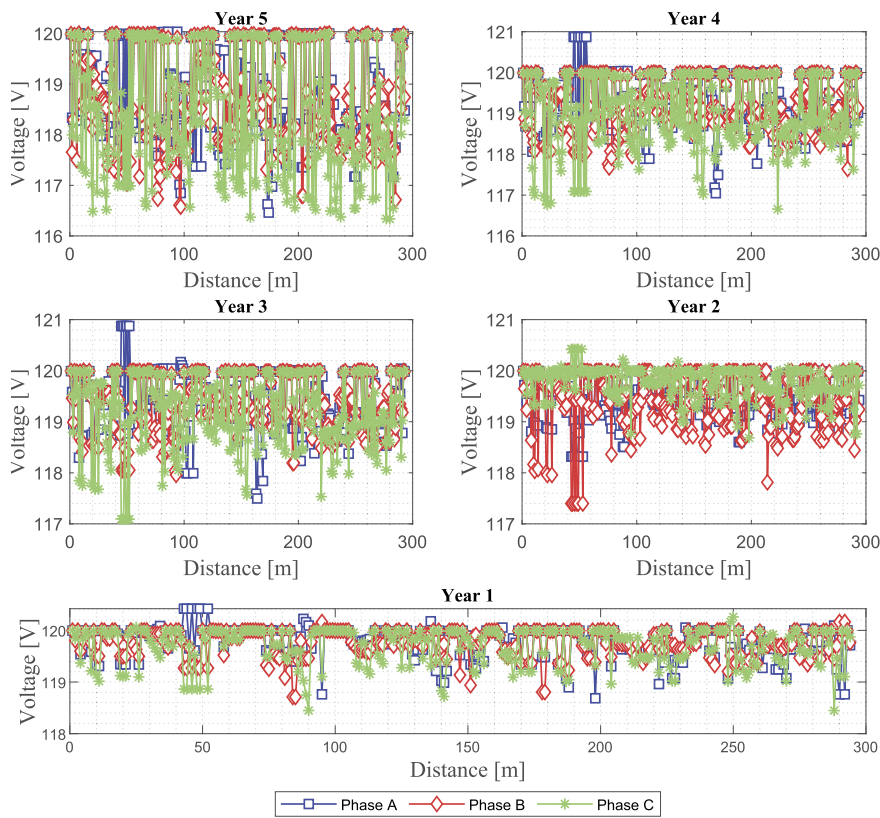 Year 5
Year 4
120
119
118
117
116
Voltage [V]
0
100
200
300
Distance [m]
121
120
119
118
117
116
Voltage [V]
0
100
200
300
Distance [m]
Year 3
Year 2
121
120
119
118
117
Voltage [V]
0
100
200
300
Distance [m]
121
120
119
118
117
Voltage [V]
0
100
200
300
Distance [m]
Year 1
120
119
118
Voltage [V]
0
50
100
150
200
250
300
Distance [m]
Phase A
Phase B
Phase C